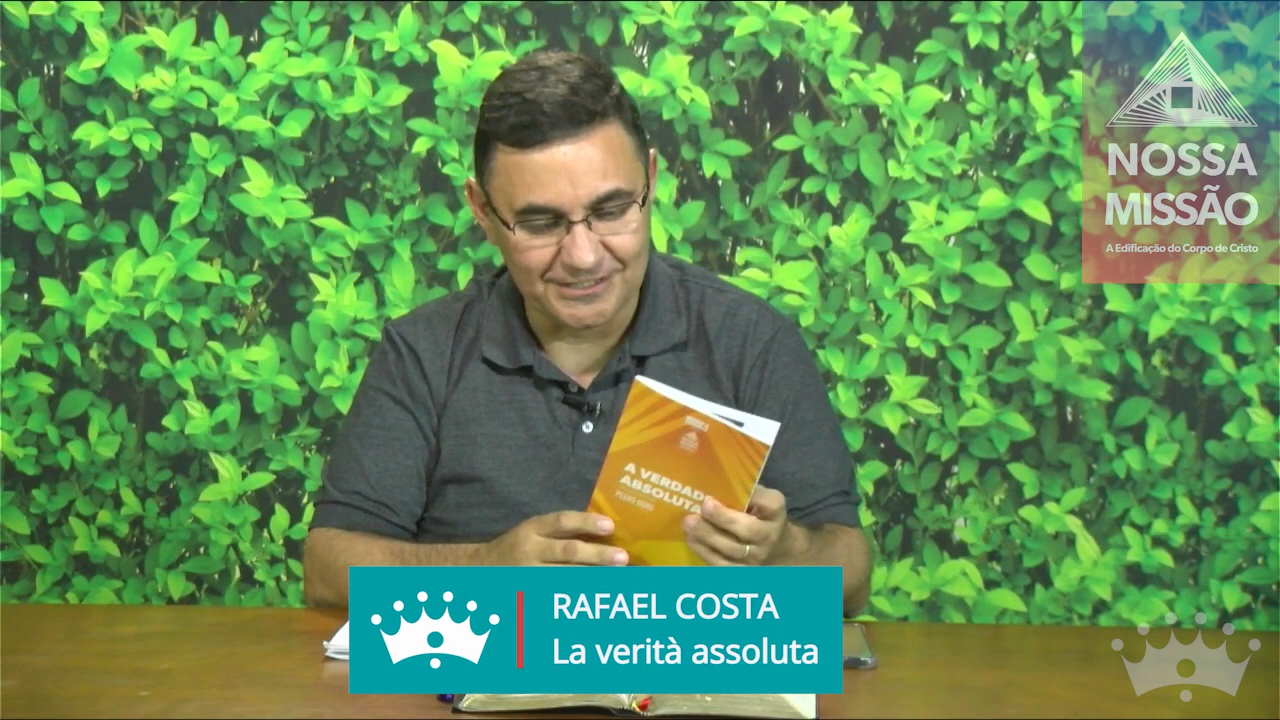 NOSSA
MISSÃO
A Edificação do Corpo de Cristo
A VERDADE
ABSOLUTA
RAFAEL COSTA
La verità assoluta